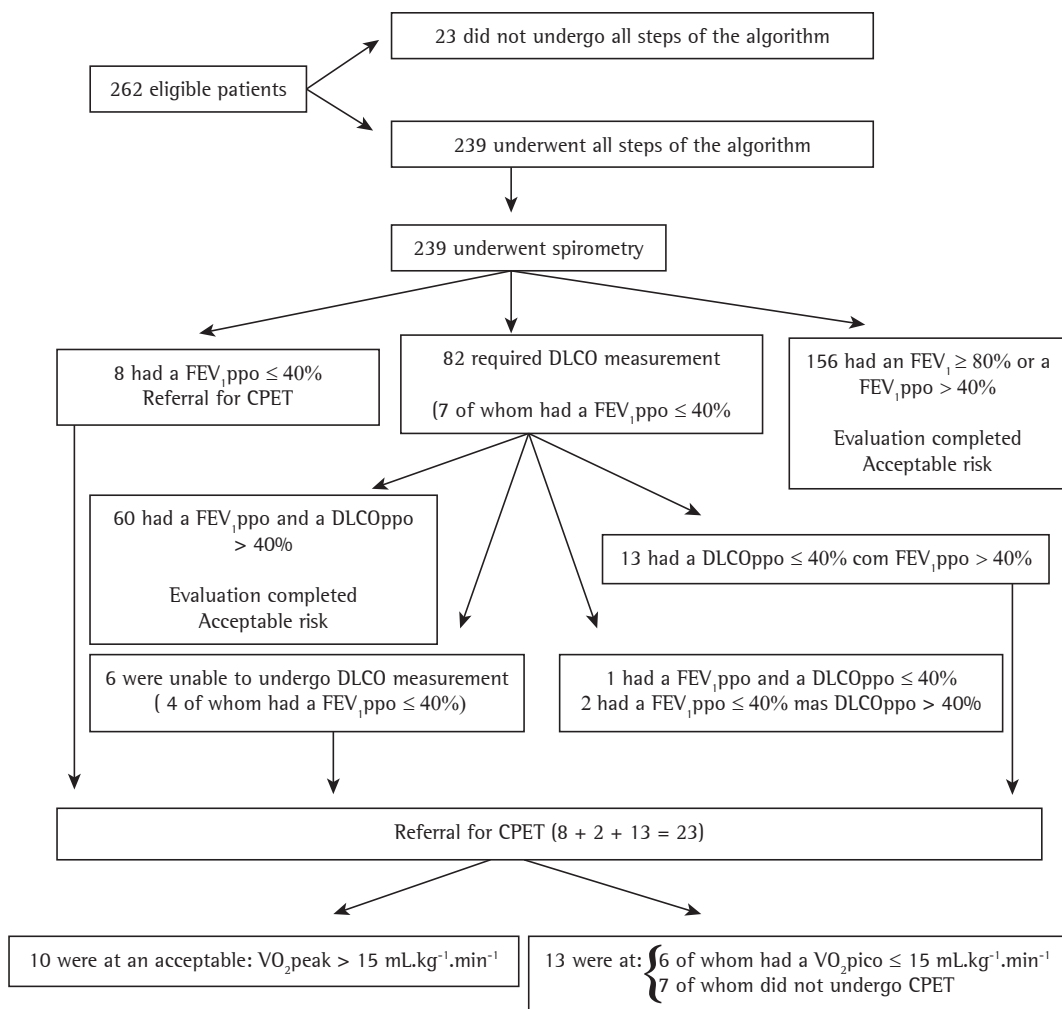 23 did not undergo all steps of the algorithm
262 eligible patients
239 underwent all steps of the algorithm
239 underwent spirometry
8 had a FEV₁ppo ≤ 40%
Referral for CPET
82 required DLCO measurement
(7 of whom had a FEV₁ppo ≤ 40%
156 had an FEV₁ ≥ 80% or a
FEV₁ppo > 40%
Evaluation completed
Acceptable risk
60 had a FEV₁ppo and a DLCOppo
> 40%
Evaluation completed
Acceptable risk
13 had a DLCOppo ≤ 40% com FEV₁ppo > 40%
6 were unable to undergo DLCO measurement
( 4 of whom had a FEV₁ppo ≤ 40%)
1 had a FEV₁ppo and a DLCOppo ≤ 40%
2 had a FEV₁ppo ≤ 40% mas DLCOppo > 40%
Referral for CPET (8 + 2 + 13 = 23)
10 were at an acceptable: VO₂peak > 15 mL.kg⁻¹.min⁻¹
13 were at: { 6 of whom had a VO₂pico ≤ 15 mL.kg⁻¹.min⁻¹
7 of whom did not undergo CPET